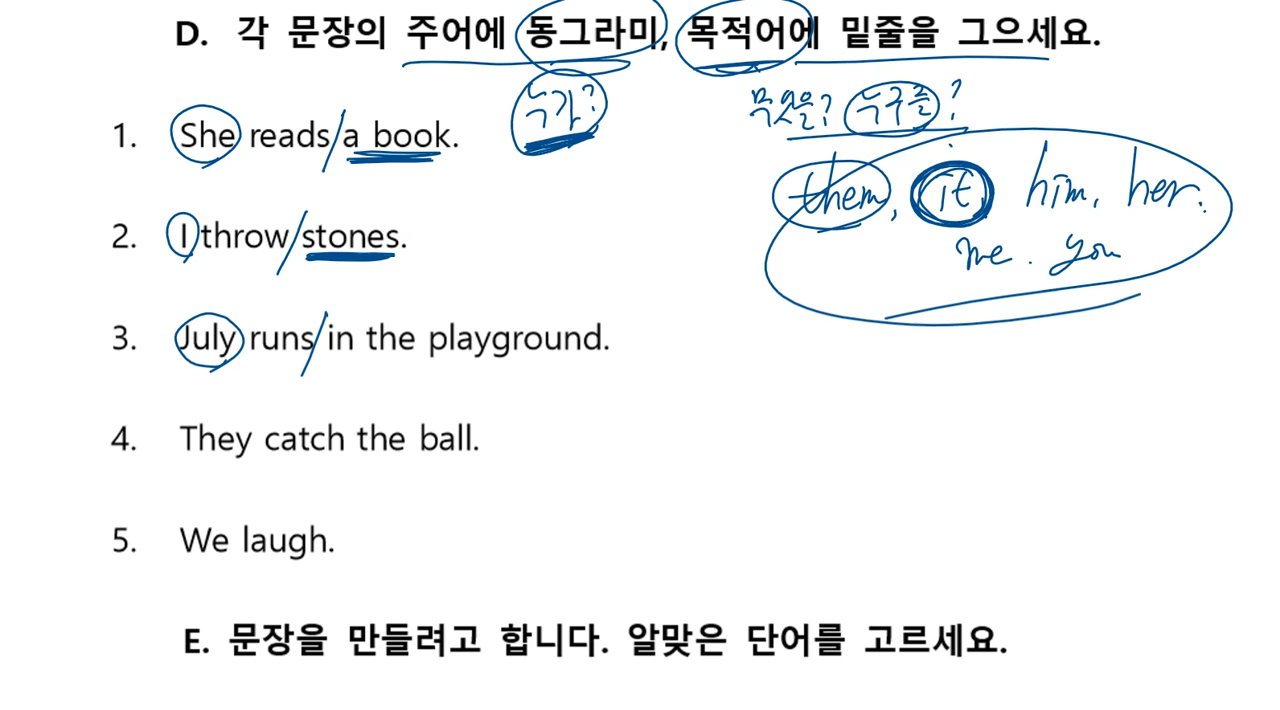 D. 각 문장의 주어에 동그라미, 목적어에 밑줄을 그으세요.
누가?
무엇을? 누구를?
1. She reads/a book.
them, it, him, her.
me. you
2. I throw/stones.
3. July runs/in the playground.
4. They catch the ball.
5. We laugh.
E. 문장을 만들려고 합니다. 알맞은 단어를 고르세요.